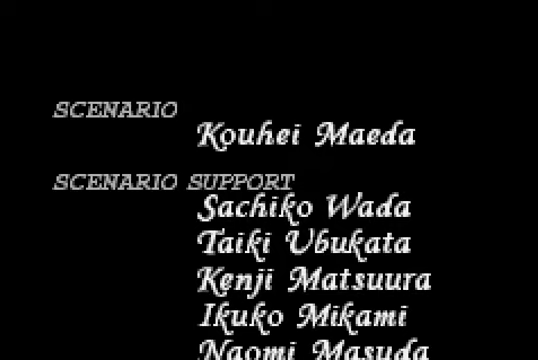 SCENARIO
Kouhei Maeda
SCENARIO SUPPORT
Sachiko Wada
Taiki Ubukata
Kenji Matsuura
Ikuko Mikami
Naomi Masuda